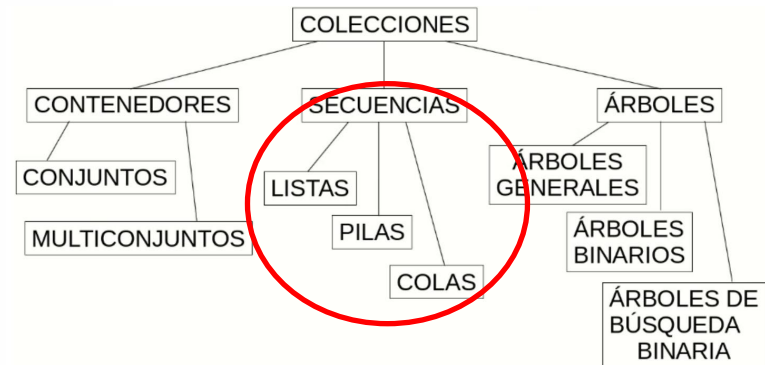 COLECCIONES
CONTENEDORES
SECUENCIAS
ÁRBOLES
CONJUNTOS
MULTICONJUNTOS
LISTAS
PILAS
COLAS
ÁRBOLES
GENERALES
ÁRBOLES
BINARIOS
ÁRBOLES DE
BÚSQUEDA
BINARIA